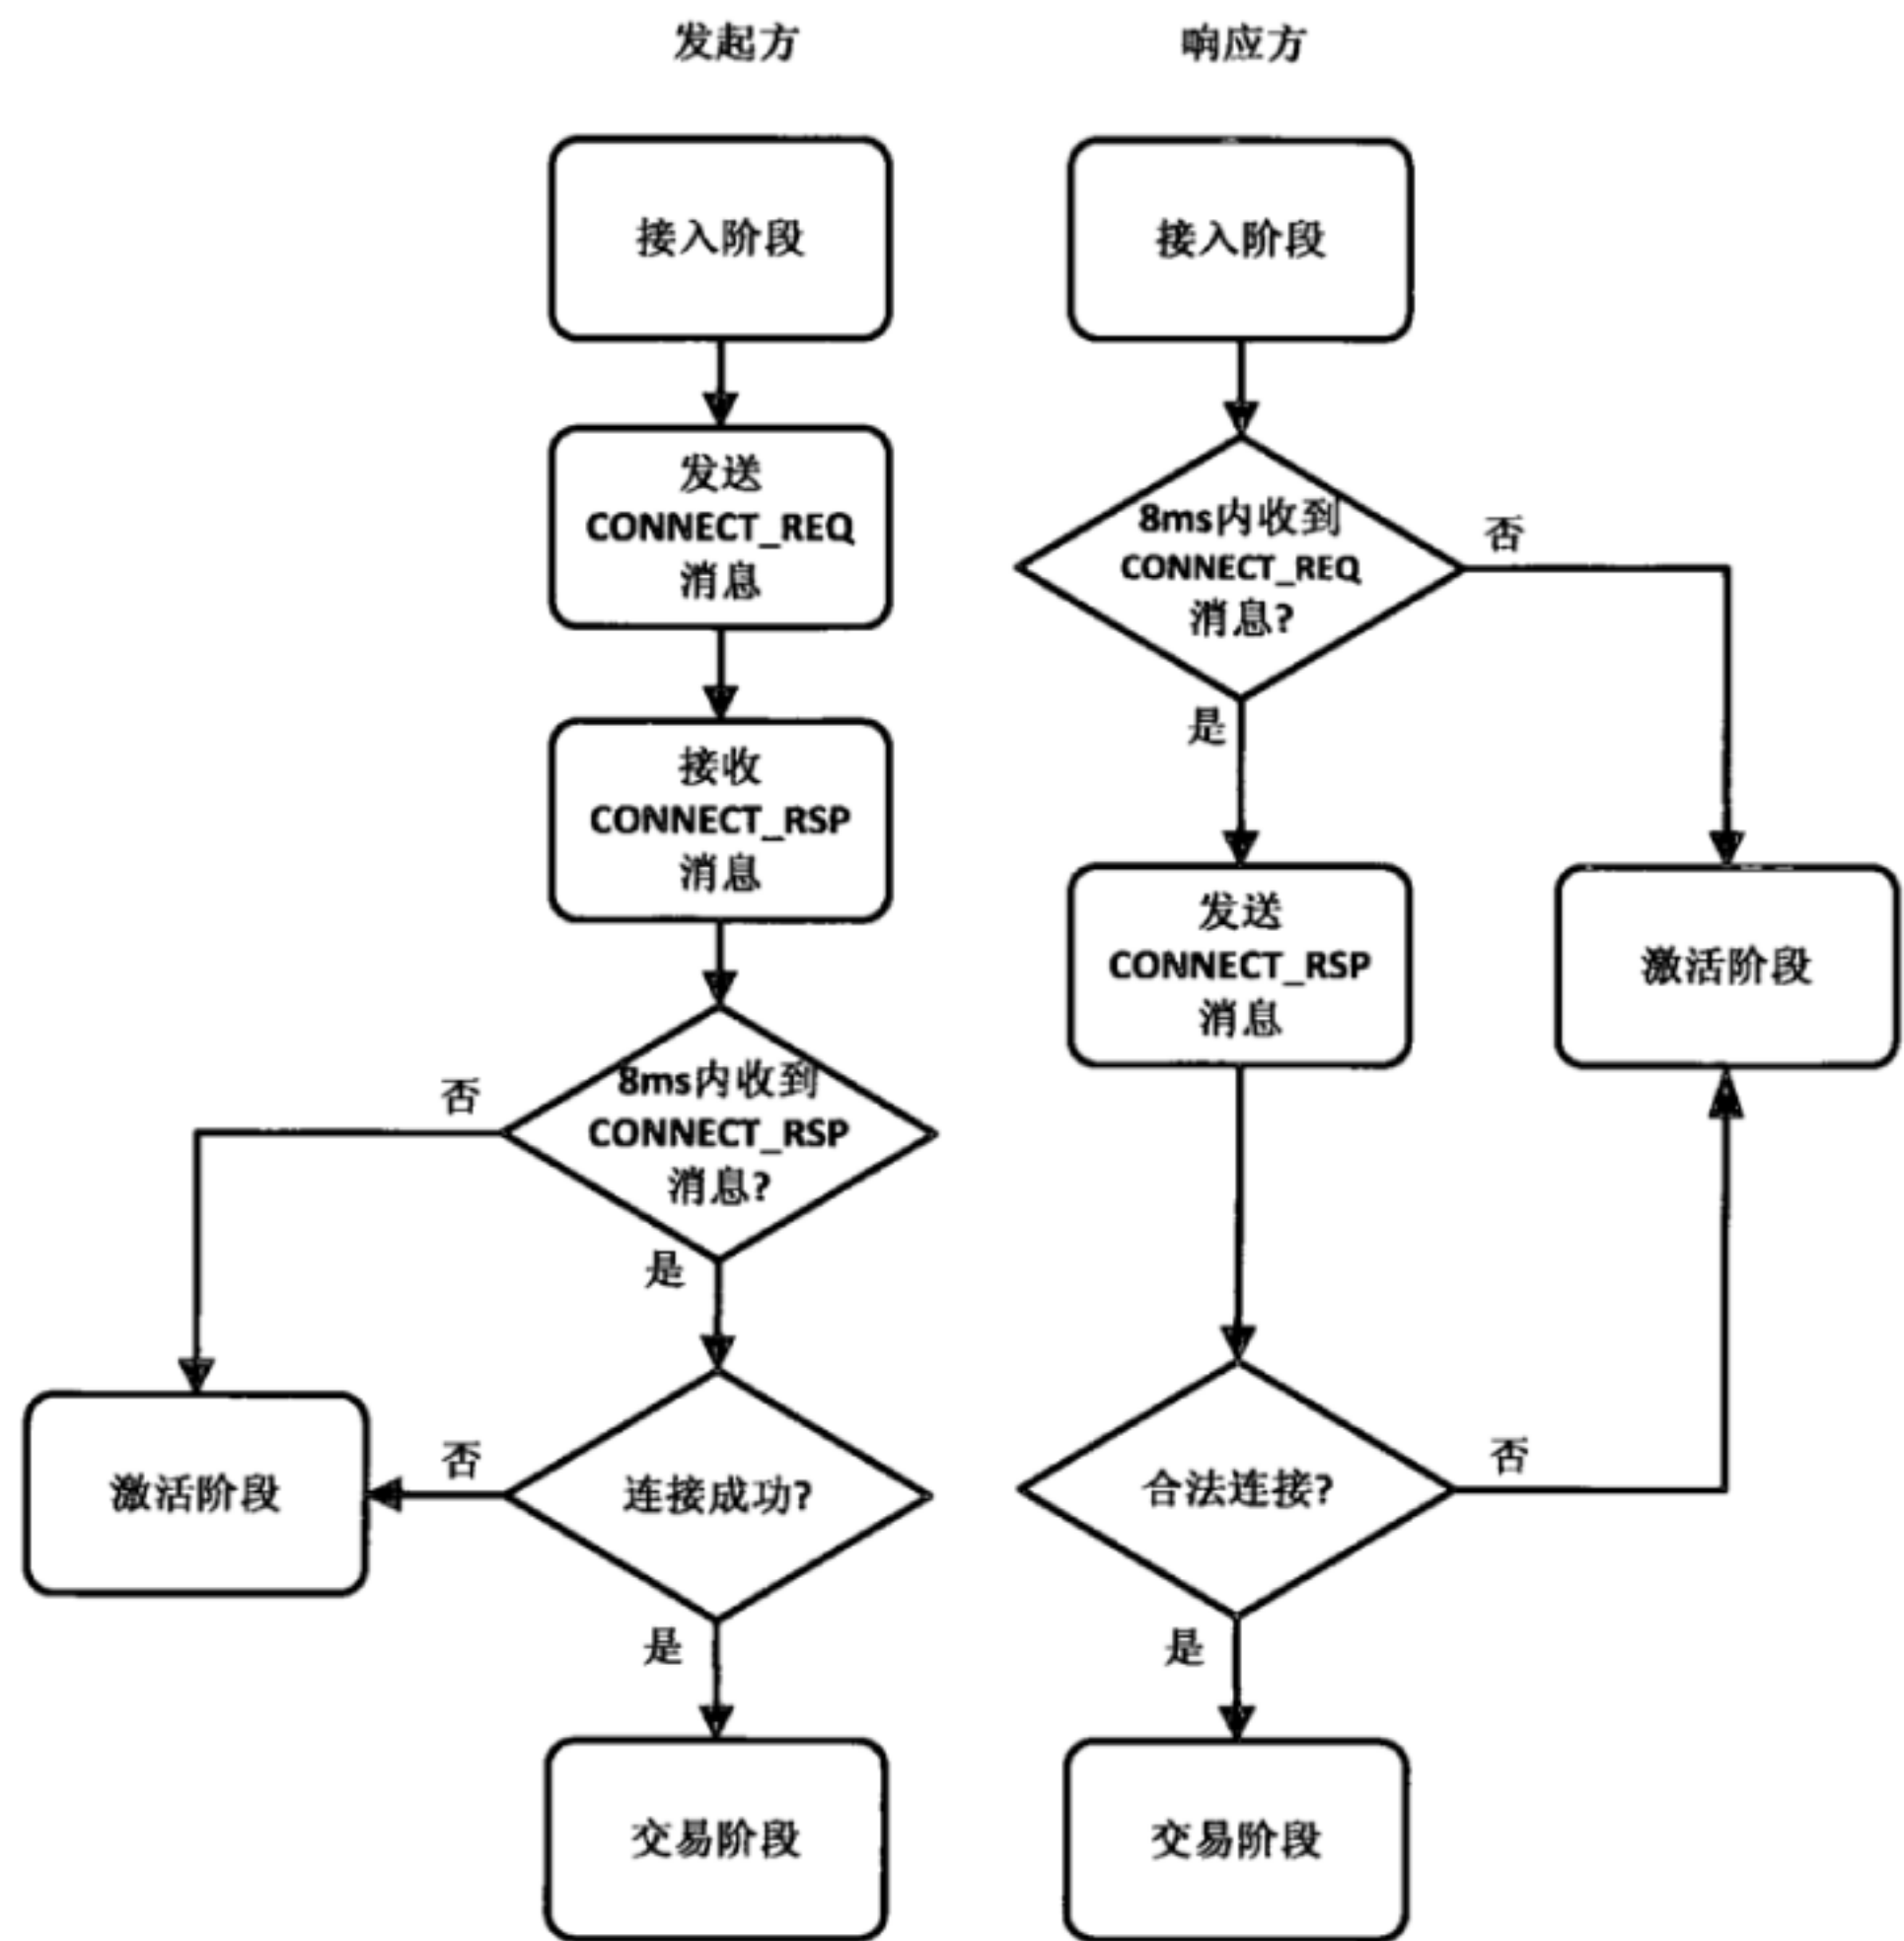 发起方
响应方
接入阶段
发送
CONNECT_REQ
消息
接收
CONNECT_RSP
消息
否
8ms内收到
CONNECT_RSP
消息?
是
激活阶段
否
连接成功?
是
交易阶段
接入阶段
8ms内收到
CONNECT_REQ
消息?
否
是
发送
CONNECT_RSP
消息
激活阶段
合法连接?
否
是
交易阶段